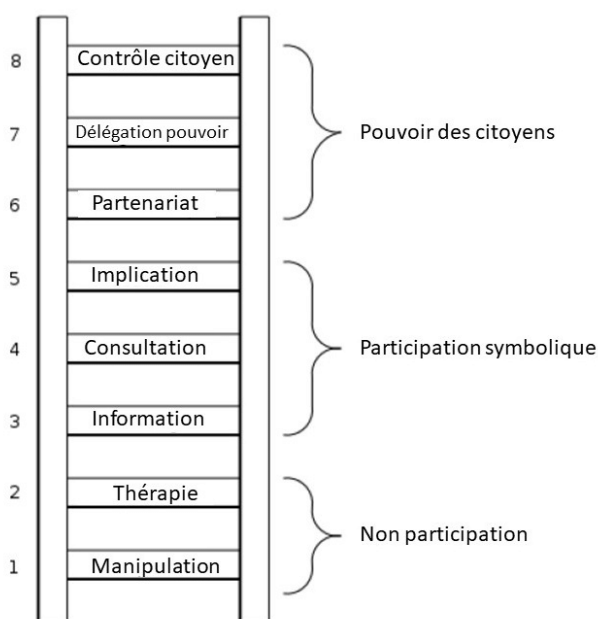 8 Contrôle citoyen
7 Délégation pouvoir
Pouvoir des citoyens
6 Partenariat
5 Implication
4 Consultation
Participation symbolique
3 Information
2 Thérapie
Non participation
1 Manipulation